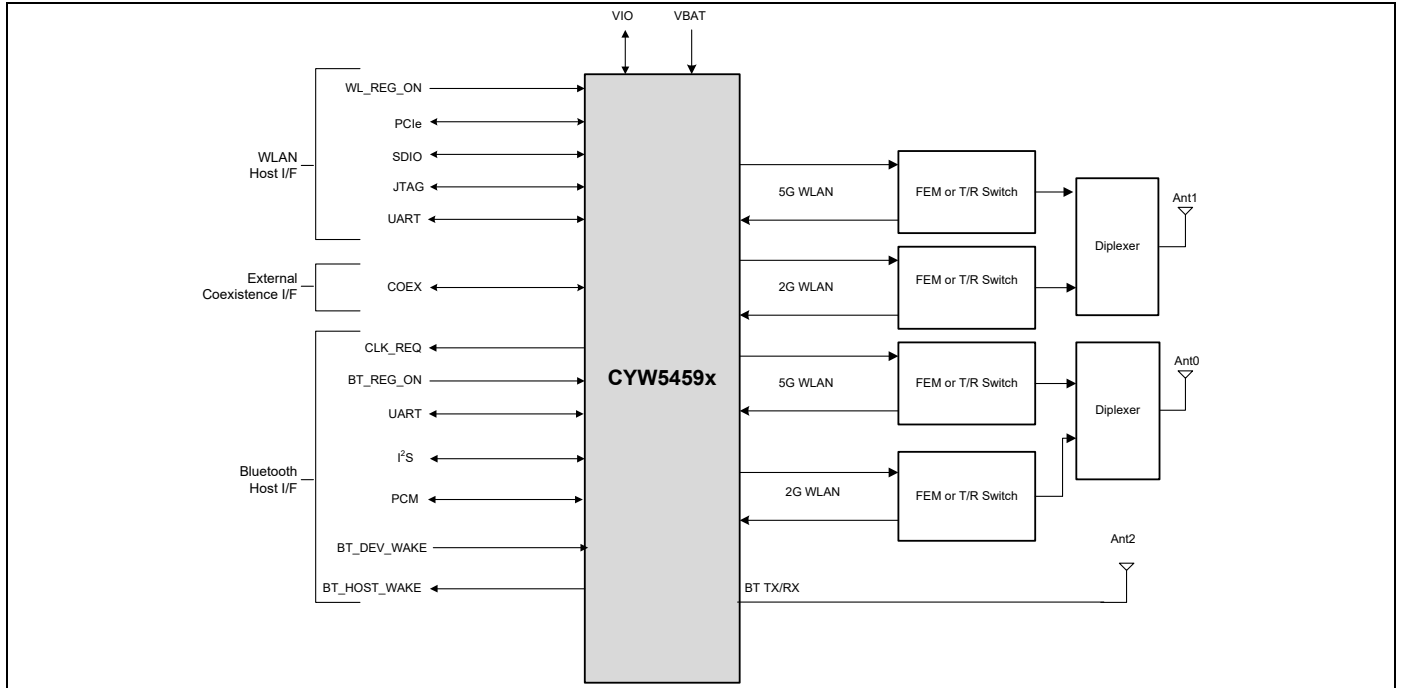 VIO VBAT
WL_REG_ON
PCIe
WLAN
Host I/F
SDIO
JTAG
UART
External
Coexistence I/F
COEX
CLK_REQ
BT_REG_ON
UART
Bluetooth
Host I/F
I²S
PCM
BT_DEV_WAKE
BT_HOST_WAKE
CYW5459x
5G WLAN
FEM or T/R Switch
2G WLAN
FEM or T/R Switch
Diplexer
Ant1
5G WLAN
FEM or T/R Switch
2G WLAN
FEM or T/R Switch
Diplexer
Ant0
BT TX/RX
Ant2